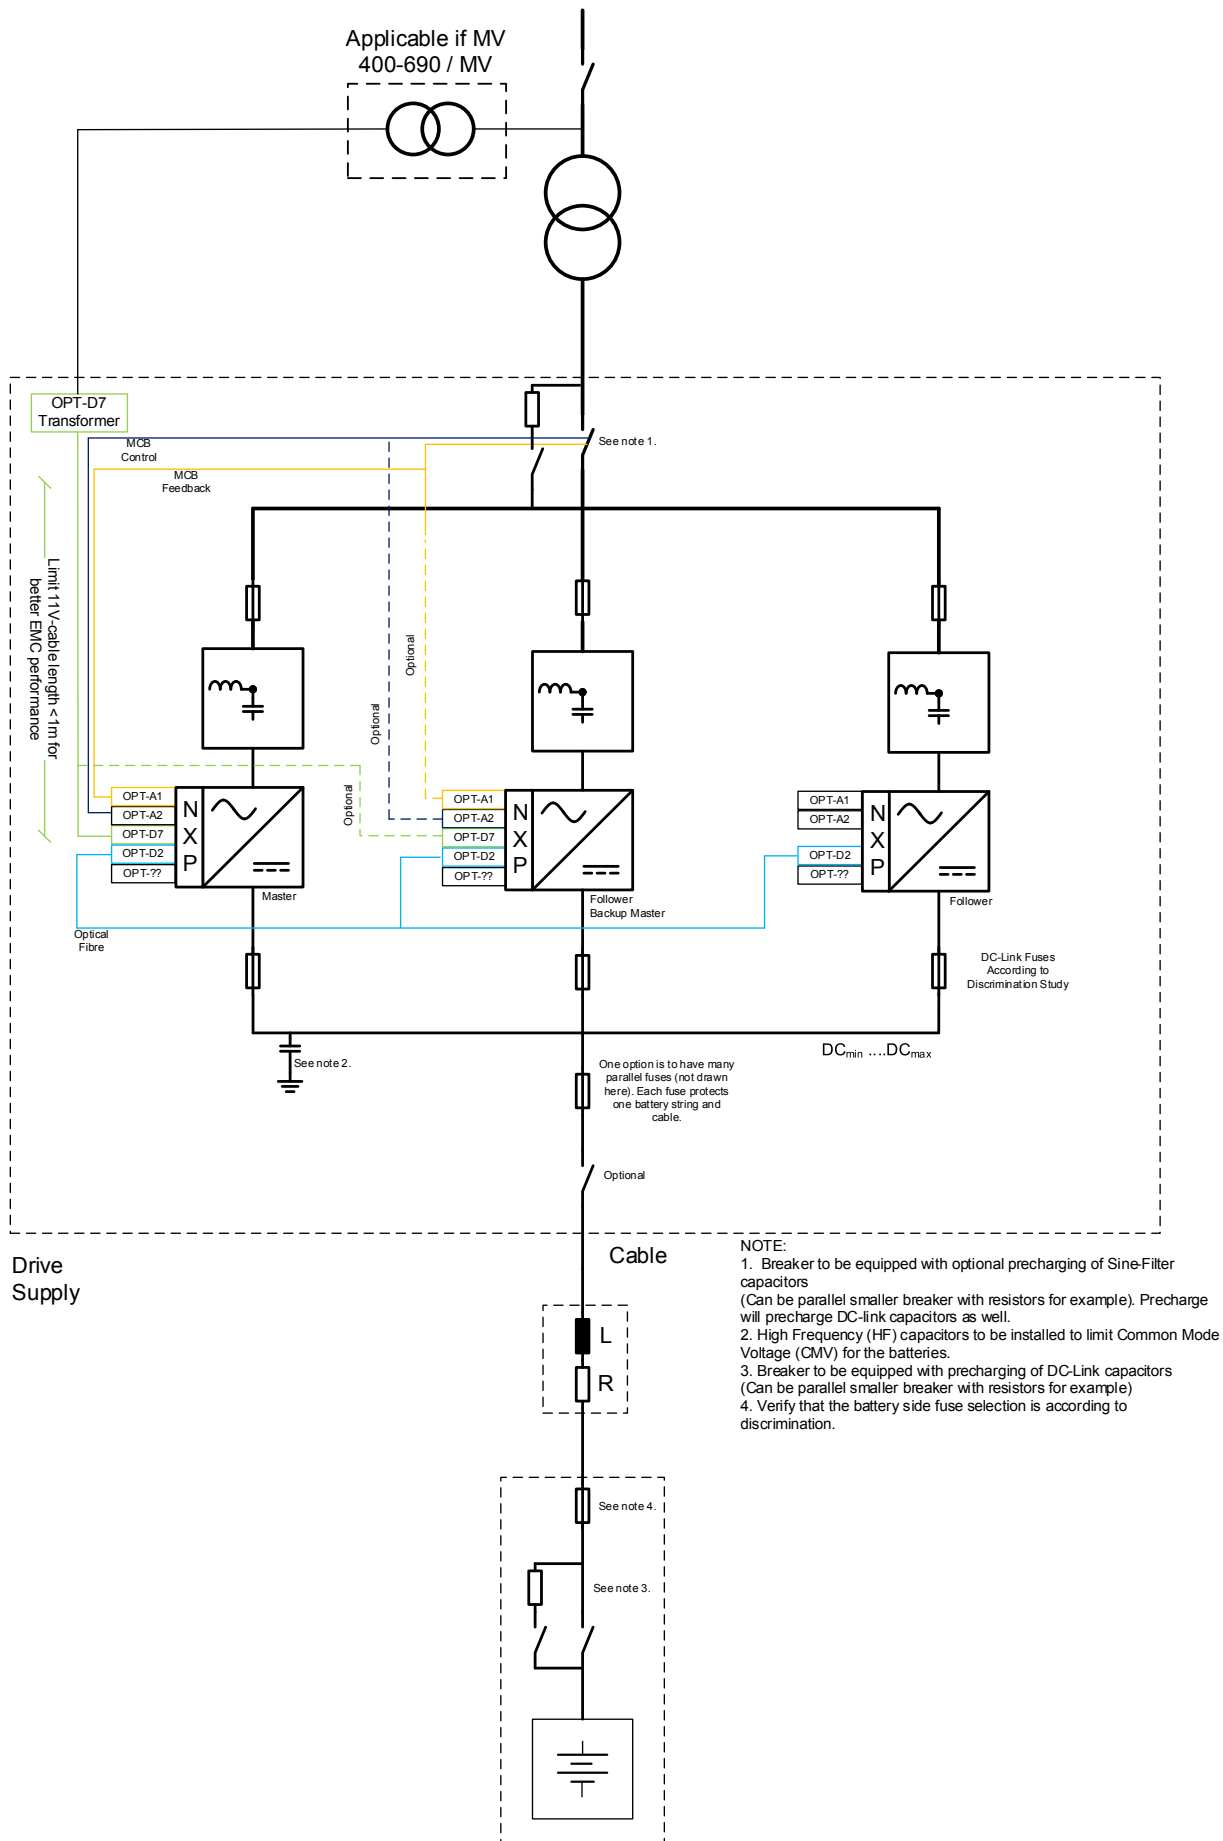 Applicable if MV
400-690 / MV
OPT-D7
Transformer
MCB
Control
MCB
Feedback
See note 1.
Limit 11V-cable length <1m for
better EMC performance
Optional
Optional
Optional
OPT-A1
OPT-A2
OPT-D7
OPT-D2
OPT-??
N
X
P
Master
OPT-A1
OPT-A2
OPT-D7
OPT-D2
OPT-??
N
X
P
Follower
Backup Master
OPT-A1
OPT-A2
OPT-D2
OPT-??
N
X
P
Follower
Optical
Fibre
DC-Link Fuses
According to
Discrimination Study
See note 2.
DCmin ....DCmax
One option is to have many
parallel fuses (not drawn
here). Each fuse protects
one battery string and
cable.
Optional
Drive
Supply
Cable
NOTE:
1. Breaker to be equipped with optional precharging of Sine-Filter
capacitors
(Can be parallel smaller breaker with resistors for example). Precharge
will precharge DC-link capacitors as well.
2. High Frequency (HF) capacitors to be installed to limit Common Mode
Voltage (CMV) for the batteries.
3. Breaker to be equipped with precharging of DC-Link capacitors
(Can be parallel smaller breaker with resistors for example)
4. Verify that the battery side fuse selection is according to
discrimination.
L
R
See note 4.
See note 3.